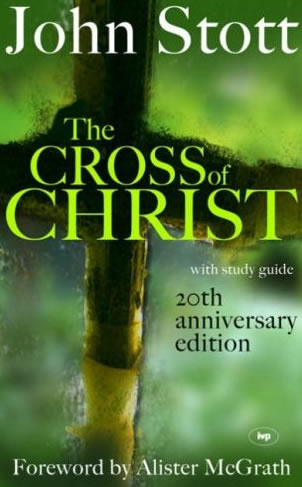 John Stott
The
CROSS of
CHRIST
with study guide
20th
anniversary
edition
ivp
Foreword by Alister McGrath